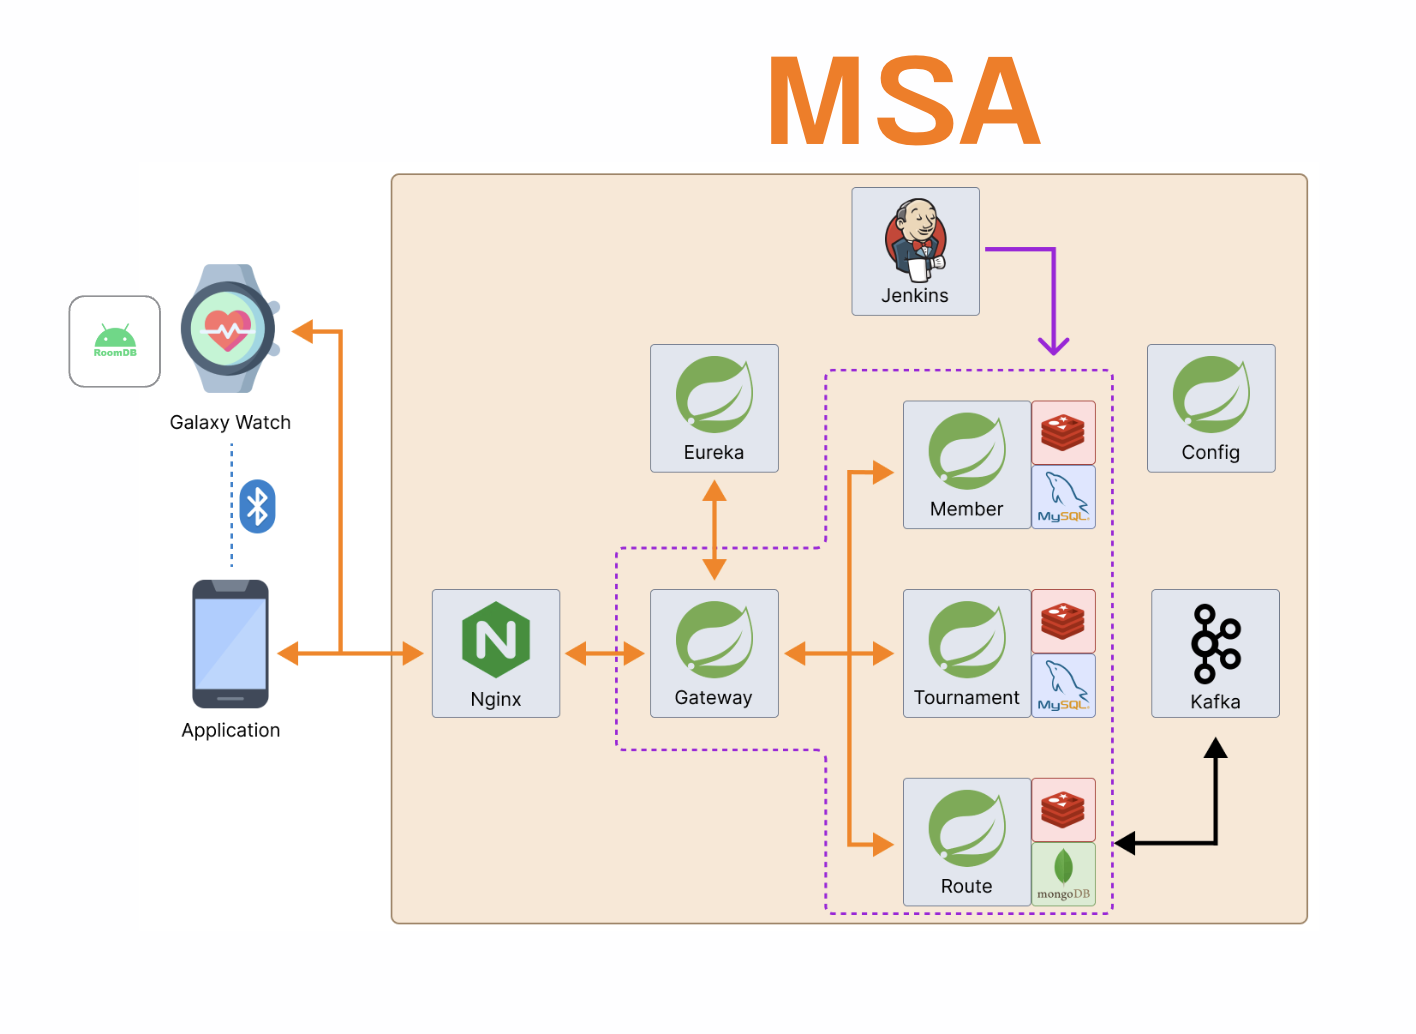 MSA
Jenkins
RoomDB
Galaxy Watch
Eureka
Member
MySQL
Config
Application
Nginx
Gateway
Tournament
MySQL
Kafka
Route
mongoDB